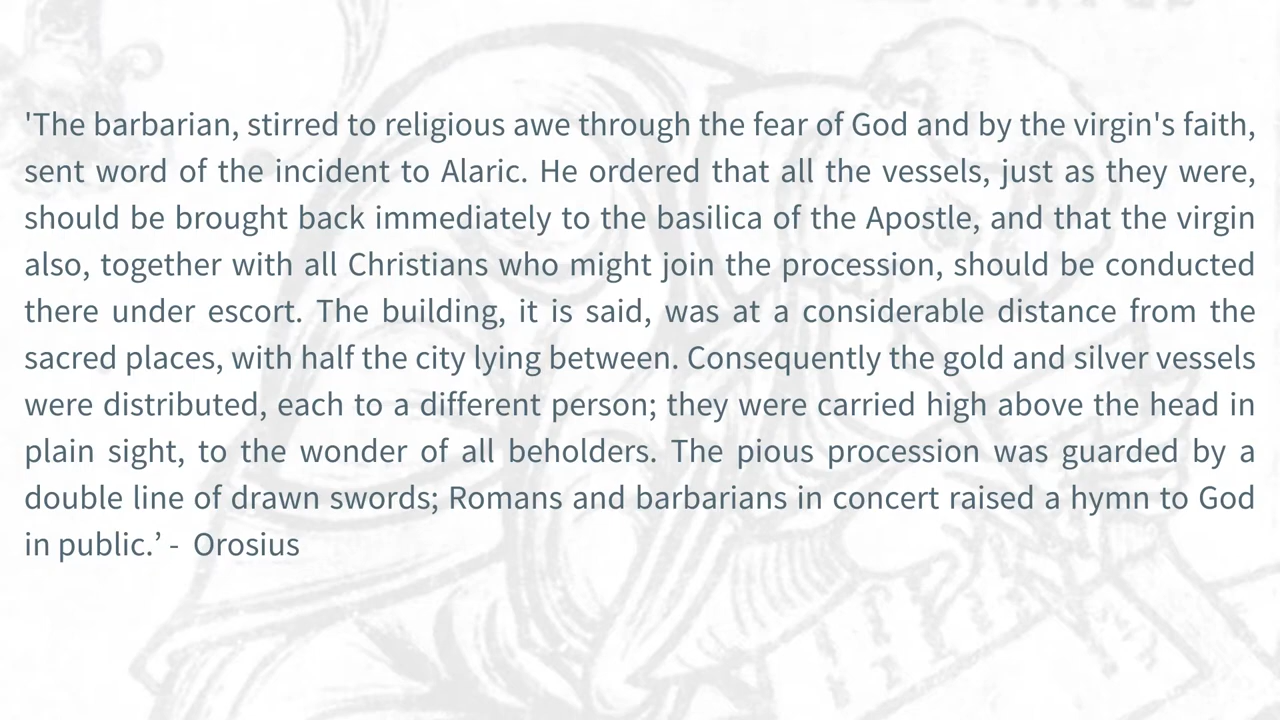 'The barbarian, stirred to religious awe through the fear of God and by the virgin's faith,
sent word of the incident to Alaric. He ordered that all the vessels, just as they were,
should be brought back immediately to the basilica of the Apostle, and that the virgin
also, together with all Christians who might join the procession, should be conducted
there under escort. The building, it is said, was at a considerable distance from the
sacred places, with half the city lying between. Consequently the gold and silver vessels
were distributed, each to a different person; they were carried high above the head in
plain sight, to the wonder of all beholders. The pious procession was guarded by a
double line of drawn swords; Romans and barbarians in concert raised a hymn to God
in public.’ -  Orosius